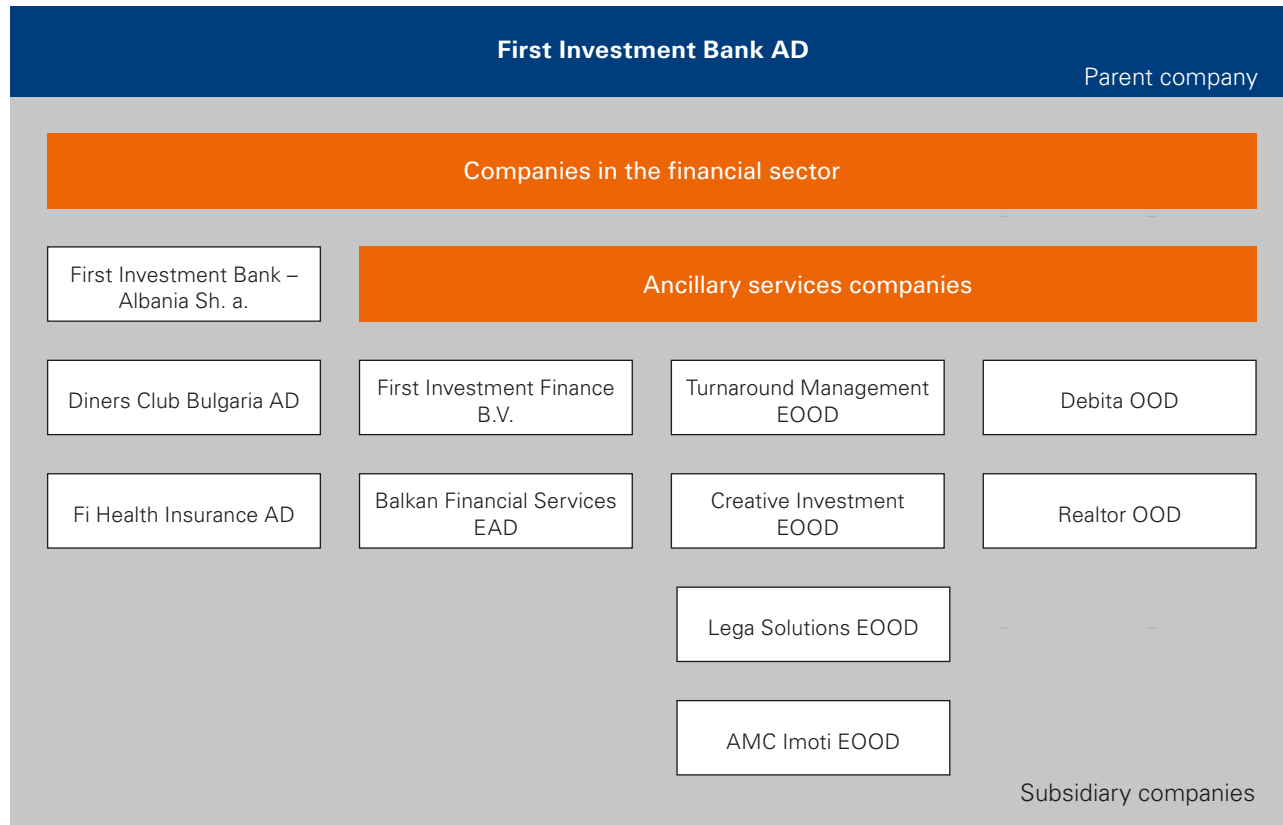 First Investment Bank AD
Parent company
Companies in the financial sector
First Investment Bank –
Albania Sh. a.
Ancillary services companies
Diners Club Bulgaria AD
First Investment Finance
B.V.
Turnaround Management
EOOD
Debita OOD
Fi Health Insurance AD
Balkan Financial Services
EAD
Creative Investment
EOOD
Realtor OOD
Lega Solutions EOOD
AMC Imoti EOOD
Subsidiary companies